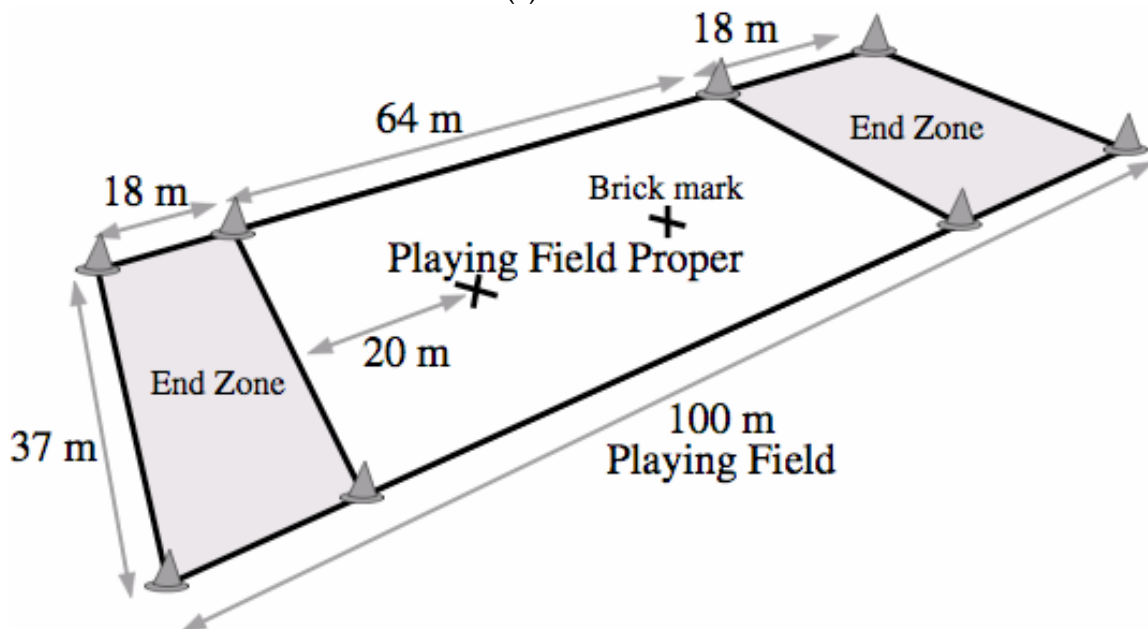 18 m
64 m
End Zone
18 m
Brick mark
Playing Field Proper
20 m
End Zone
37 m
100 m
Playing Field